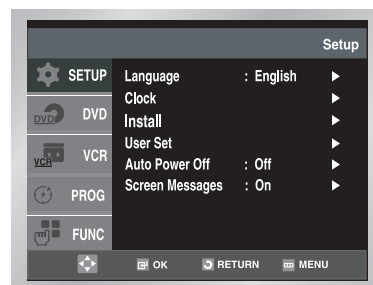 Setup
SETUP
DVD DVD
VCR VCR
PROG
FUNC
Language : English
Clock
Install
User Set
Auto Power Off : Off
Screen Messages : On
OK RETURN MENU